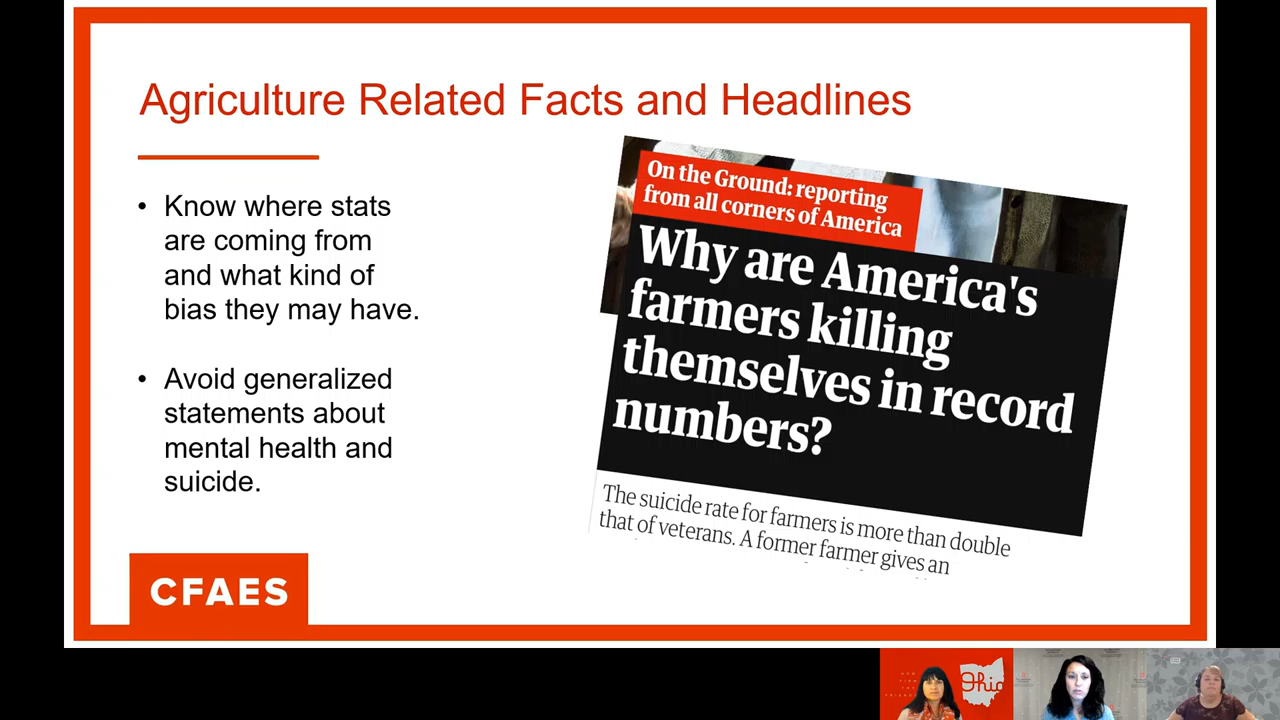 Agriculture Related Facts and Headlines
• Know where stats
are coming from
and what kind of
bias they may have.
• Avoid generalized
statements about
mental health and
suicide.
On the Ground: reporting
from all corners of America
Why are America's
farmers killing
themselves in record
numbers?
The suicide rate for farmers is more than double
that of veterans. A former farmer gives an
CFAES
Ohio